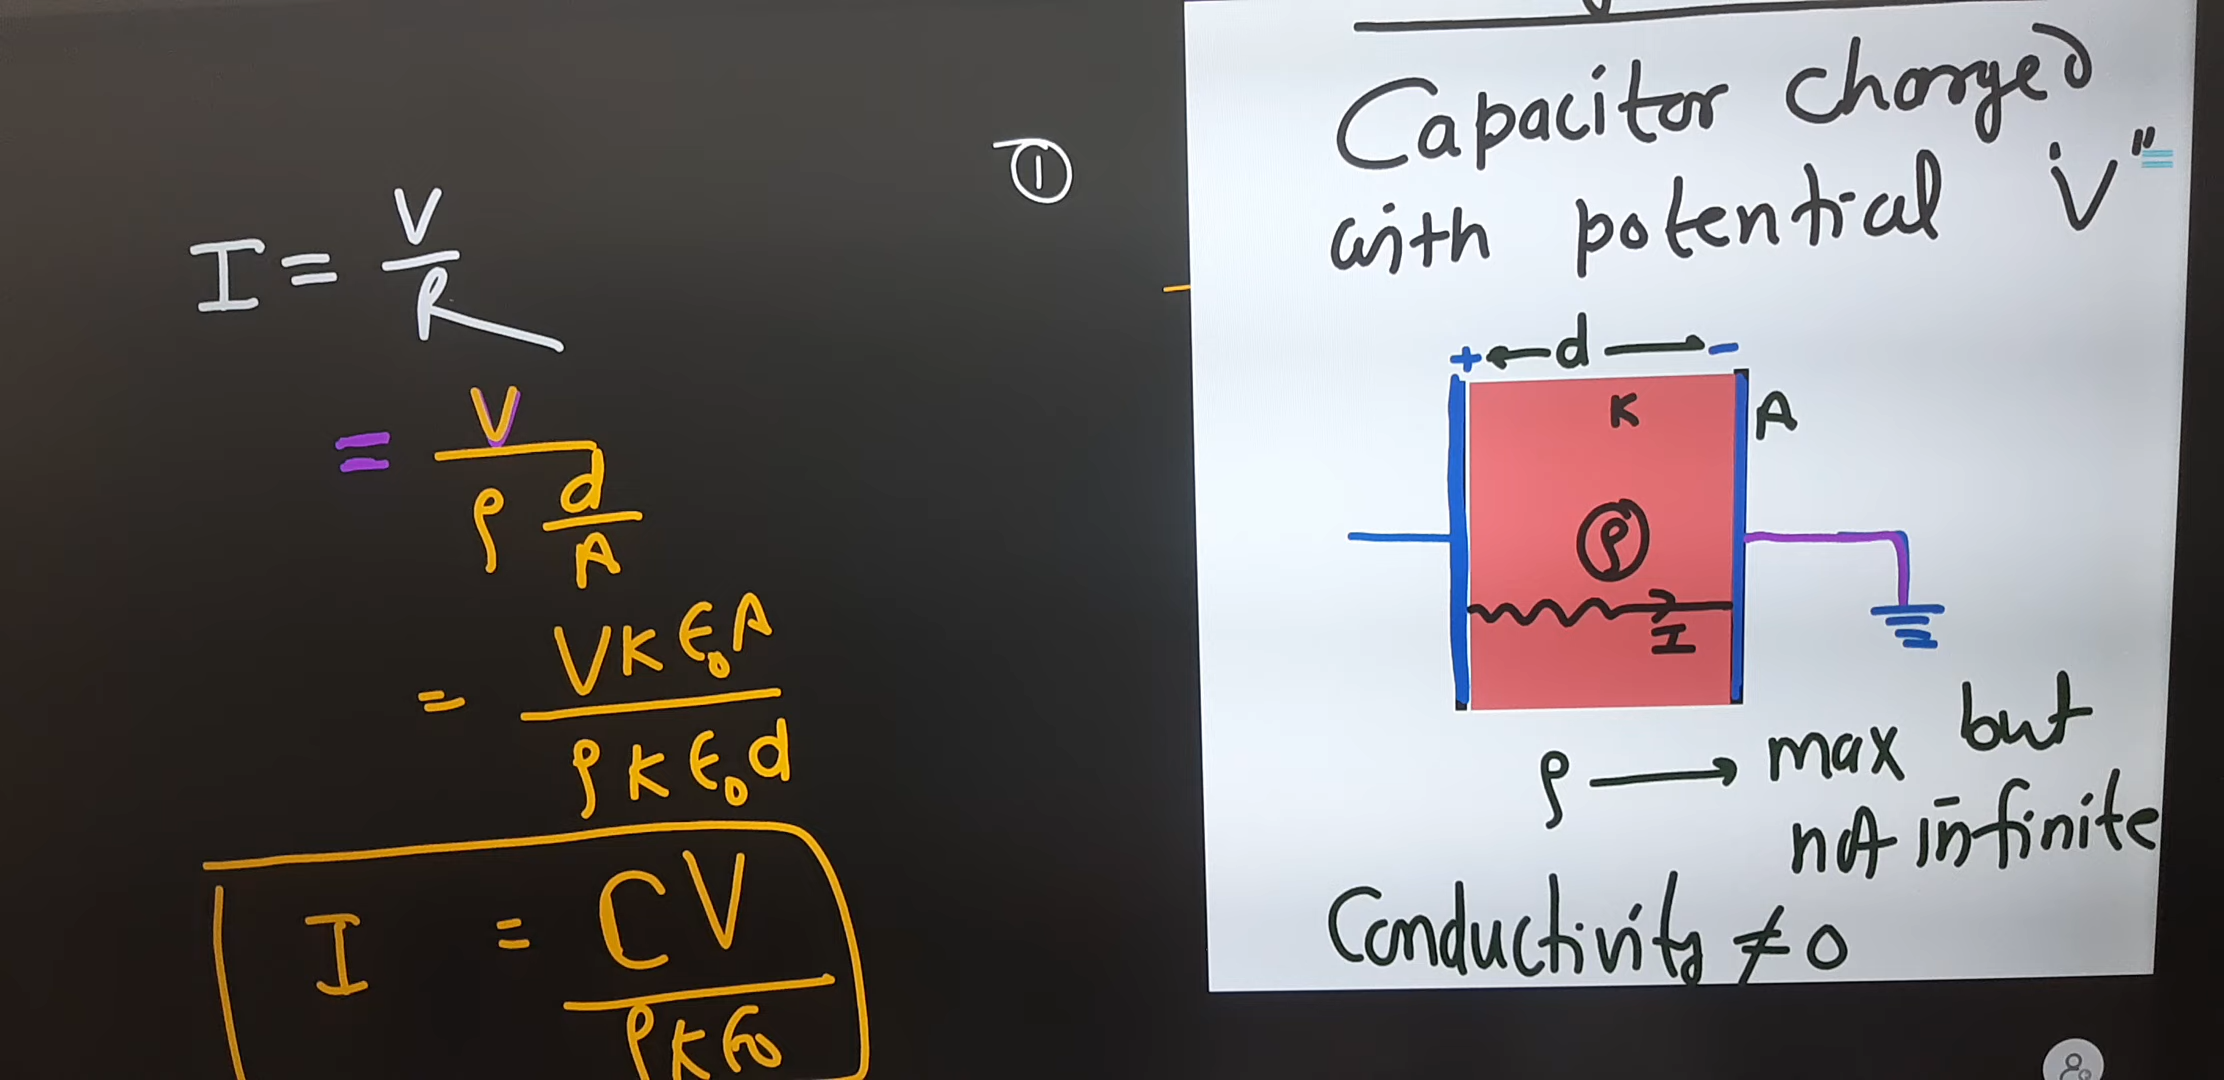 I = V/R
= V / ρ d/A
= VKε₀A / ρKε₀d
I = CV / ρKε₀
①
Capacitor charged
with potential "V"
+ ← d → -
K
A
ρ
I
ρ → max but
not infinite
Conductivity ≠ 0